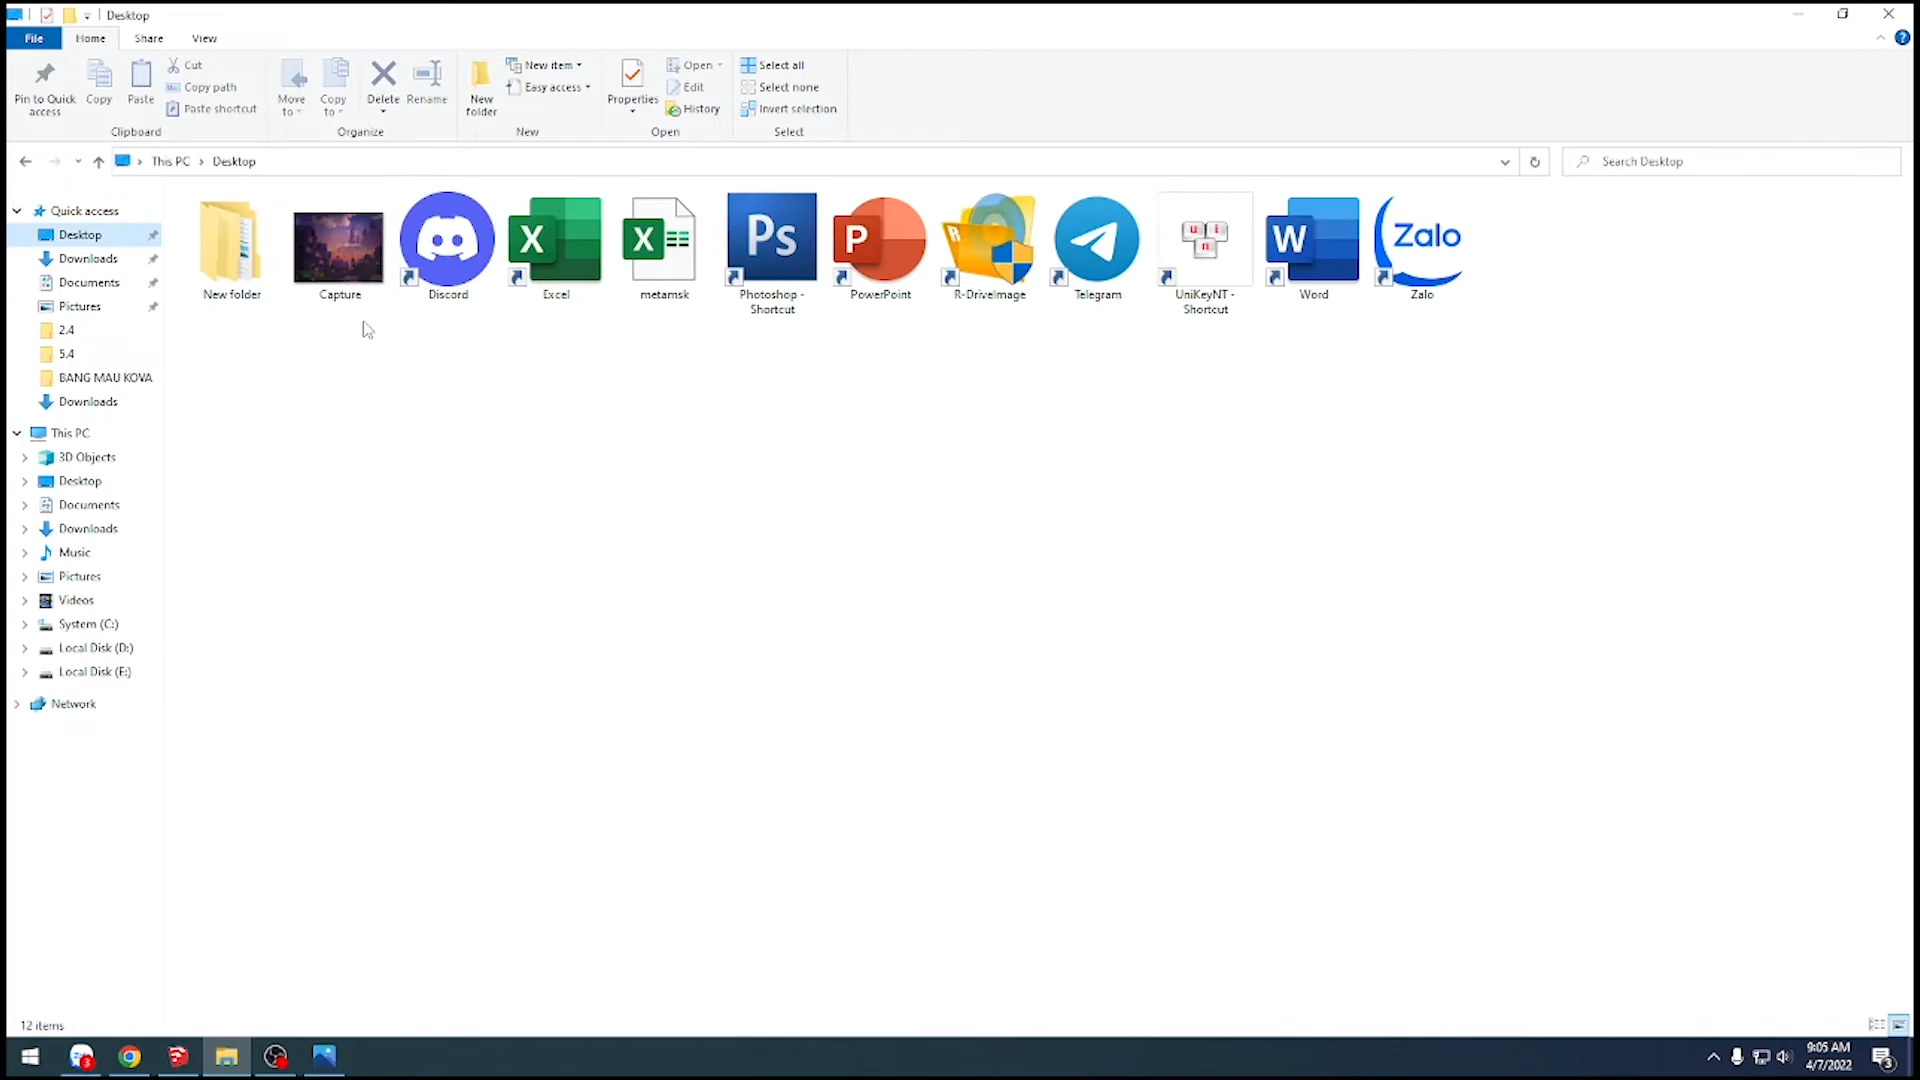 Desktop
File
Home
Share
View
Pin to Quick
access
Copy
Paste
Cut
Copy path
Paste shortcut
Clipboard
Move
to
Copy
to
Delete
Rename
Organize
New
folder
New item
Easy access
New
Properties
Open
Edit
History
Open
Select all
Select none
Invert selection
Select
This PC
Desktop
Search Desktop
Quick access
Desktop
Downloads
Documents
Pictures
2.4
5.4
BANG MAU KOVA
Downloads
This PC
3D Objects
Desktop
Documents
Downloads
Music
Pictures
Videos
System (C:)
Local Disk (D:)
Local Disk (E:)
Network
New folder
Capture
Discord
X
Excel
X
metamsk
Ps
Photoshop -
Shortcut
P
PowerPoint
R
R-DriveImage
Telegram
u i
n
UniKeyNT -
Shortcut
W
Word
Zalo
Zalo
12 items
3
9:05 AM
4/7/2022
3